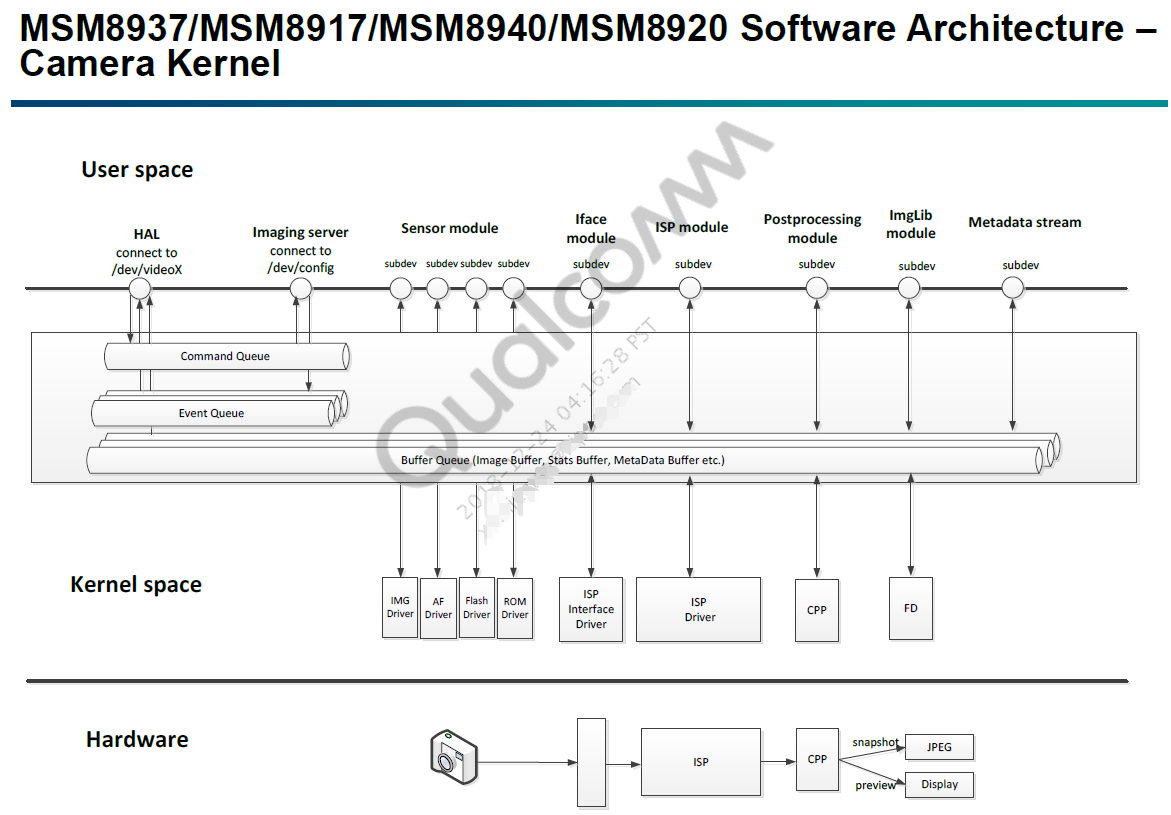 MSM8937/MSM8917/MSM8940/MSM8920 Software Architecture –
Camera Kernel
User space
HAL
connect to
/dev/videoX
Imaging server
connect to
/dev/config
Sensor module
Iface
module
ISP module
Postprocessing
module
ImgLib
module
Metadata stream
subdev
subdev
subdev
subdev
subdev
subdev
subdev
subdev
subdev
Command Queue
Event Queue
Buffer Queue (Image Buffer, Stats Buffer, MetaData Buffer etc.)
Qualcomm
2018-12-24 04:16:28 PST
Kernel space
IMG
Driver
AF
Driver
Flash
Driver
ROM
Driver
ISP
Interface
Driver
ISP
Driver
CPP
FD
Hardware
ISP
CPP
snapshot
preview
JPEG
Display